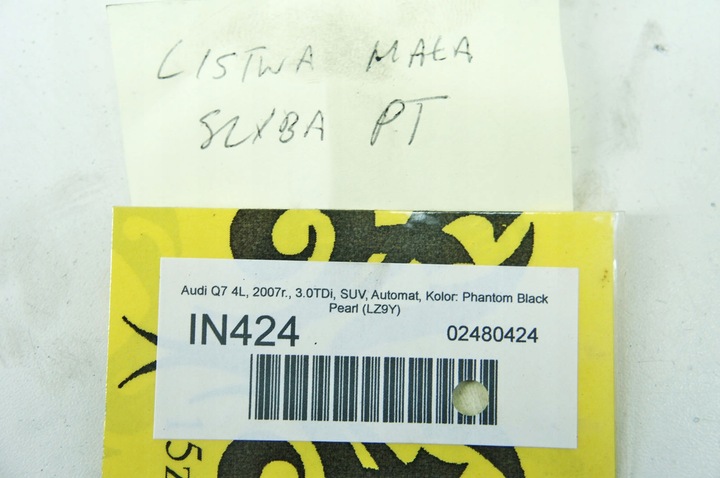 LISTWA MAŁA
SZYBA PT
Audi Q7 4L, 2007r., 3.0TDi, SUV, Automat, Kolor: Phantom Black
Pearl (LZ9Y)
IN424
02480424
5z